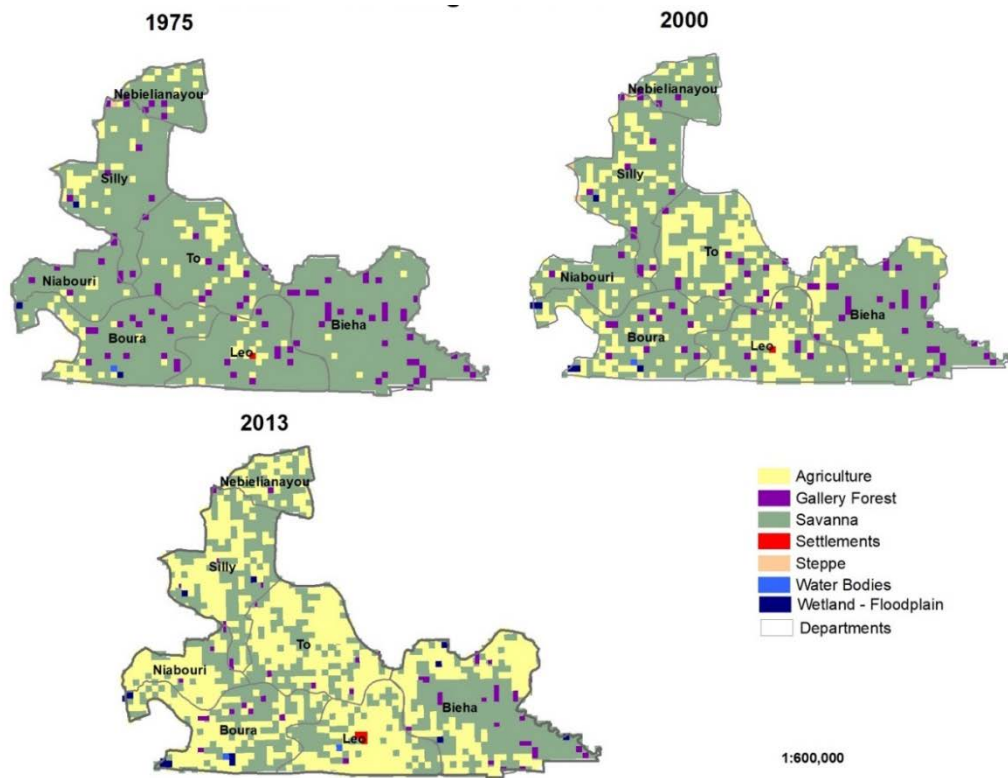 1975
Nebielianayou
Silly
To
Niabouri
Bieha
Boura
Leo
2000
Nebielianayou
Silly
To
Niabouri
Bieha
Boura
Leo
2013
Nebielianayou
Silly
To
Niabouri
Bieha
Boura
Leo
Agriculture
Gallery Forest
Savanna
Settlements
Steppe
Water Bodies
Wetland - Floodplain
Departments
1:600,000